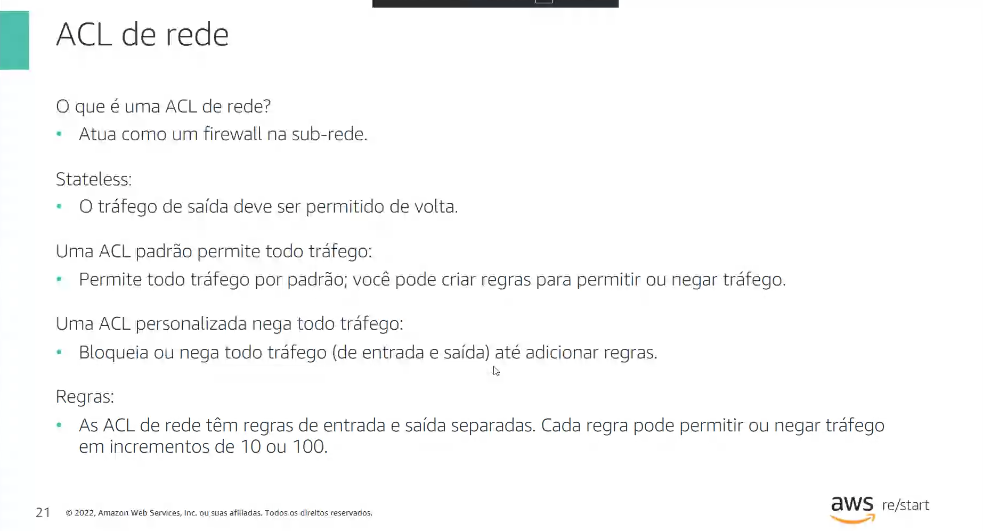 ACL de rede
O que é uma ACL de rede?
• Atua como um firewall na sub-rede.
Stateless:
• O tráfego de saída deve ser permitido de volta.
Uma ACL padrão permite todo tráfego:
• Permite todo tráfego por padrão; você pode criar regras para permitir ou negar tráfego.
Uma ACL personalizada nega todo tráfego:
• Bloqueia ou nega todo tráfego (de entrada e saída) até adicionar regras.
Regras:
• As ACL de rede têm regras de entrada e saída separadas. Cada regra pode permitir ou negar tráfego
em incrementos de 10 ou 100.
21 © 2022, Amazon Web Services, Inc. ou suas afiliadas. Todos os direitos reservados.
aws re/start